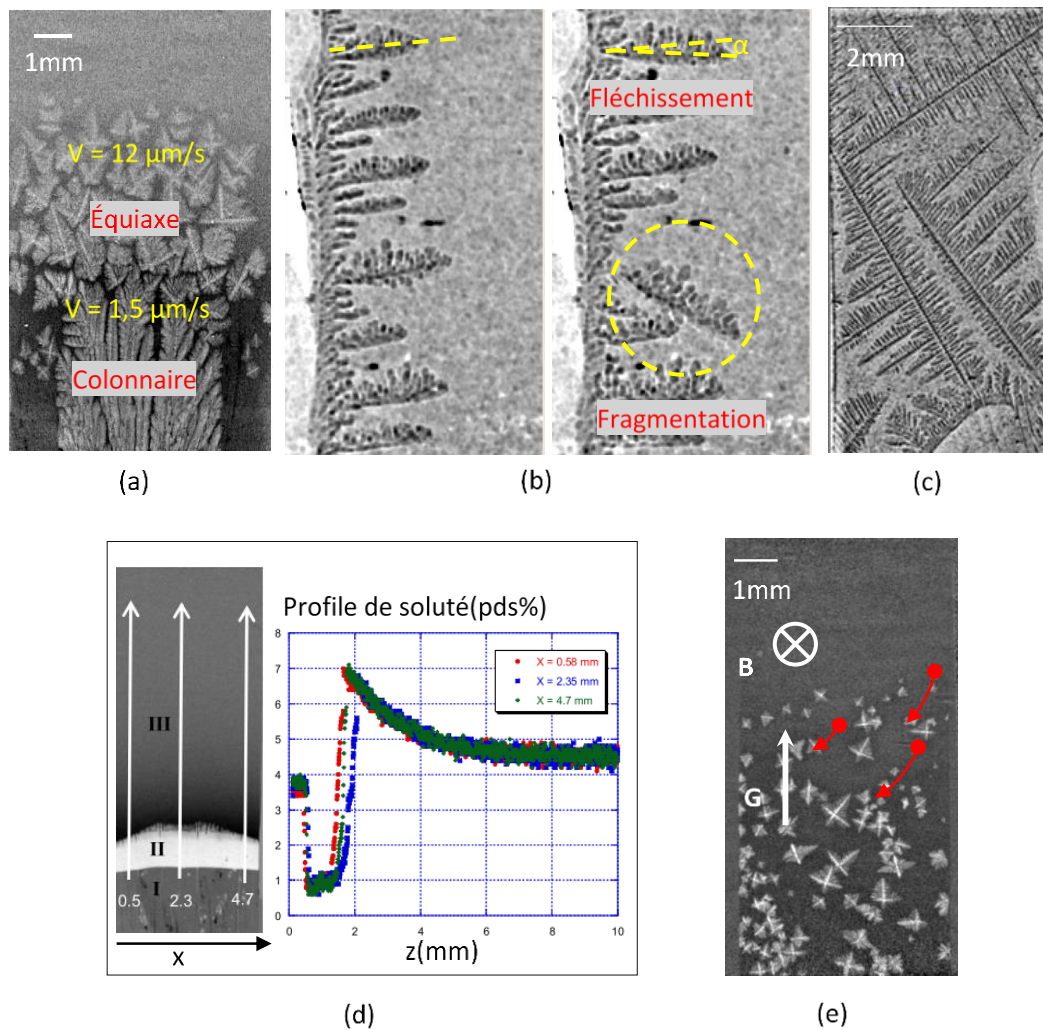 1mm
V = 12 µm/s
Équiaxe
V = 1,5 µm/s
Colonnaire
(a)
α
Fléchissement
Fragmentation
(b)
2mm
(c)
III
II
I
0.5
2.3
4.7
x
Profile de soluté(pds%)
8
7
6
5
4
3
2
1
0
X = 0.58 mm
X = 2.35 mm
X = 4.7 mm
0
2
4
6
8
10
z(mm)
(d)
1mm
B
G
(e)